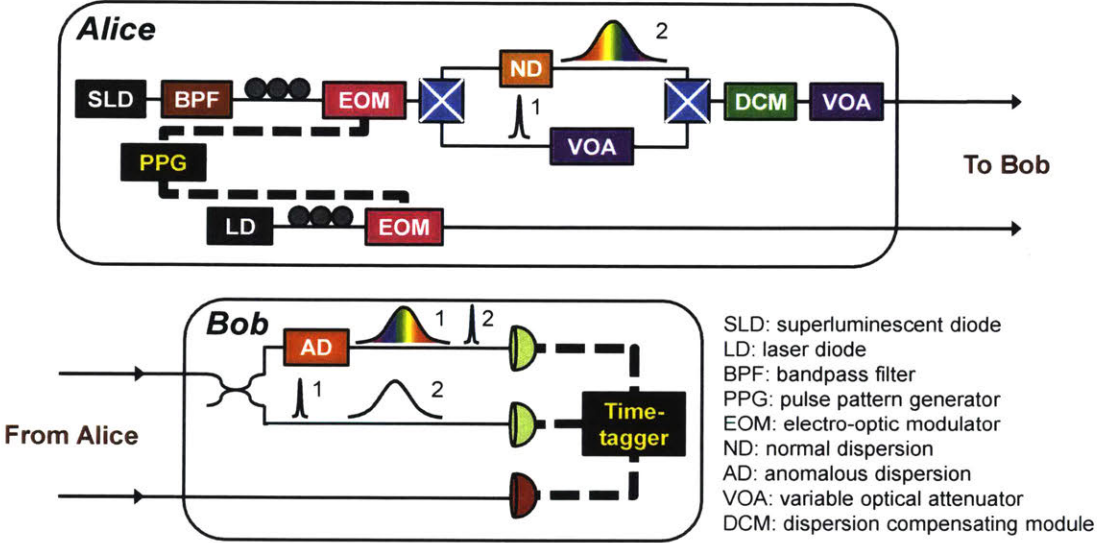 Alice
2
ND
SLD
BPF
EOM
1
DCM
VOA
VOA
PPG
To Bob
LD
EOM
Bob
1
2
AD
1
2
Time-
tagger
From Alice
SLD: superluminescent diode
LD: laser diode
BPF: bandpass filter
PPG: pulse pattern generator
EOM: electro-optic modulator
ND: normal dispersion
AD: anomalous dispersion
VOA: variable optical attenuator
DCM: dispersion compensating module